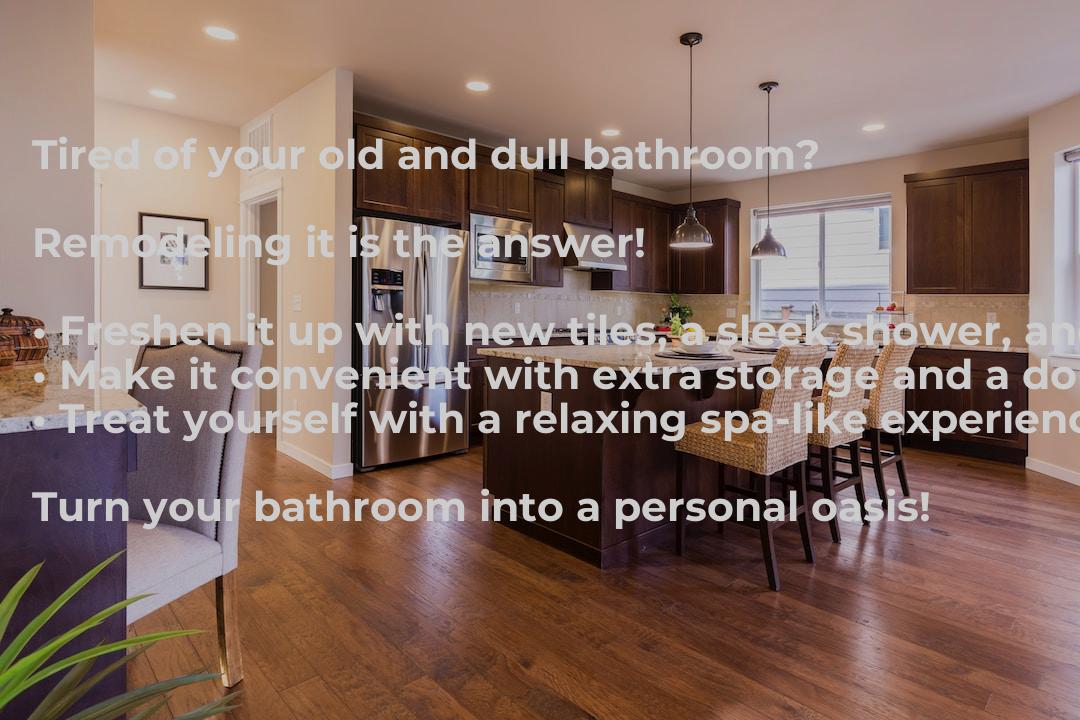 Tired of your old and dull bathroom?
Remodeling it is the answer!
• Freshen it up with new tiles, a sleek shower,
• Make it convenient with extra storage and a
• Treat yourself with a relaxing spa-like
Turn your bathroom into a personal oasis!